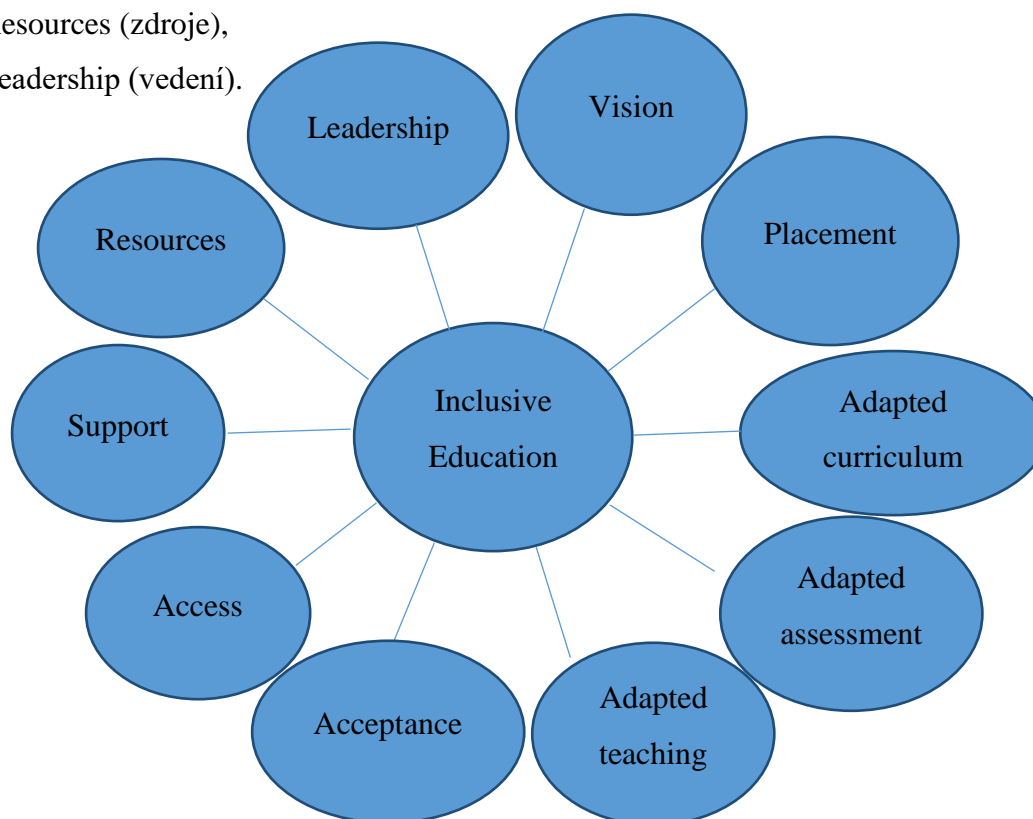 esources (zdroje),
eadership (vedení).
Leadership
Vision
Placement
Resources
Inclusive
Education
Adapted
curriculum
Support
Adapted
assessment
Access
Acceptance
Adapted
teaching